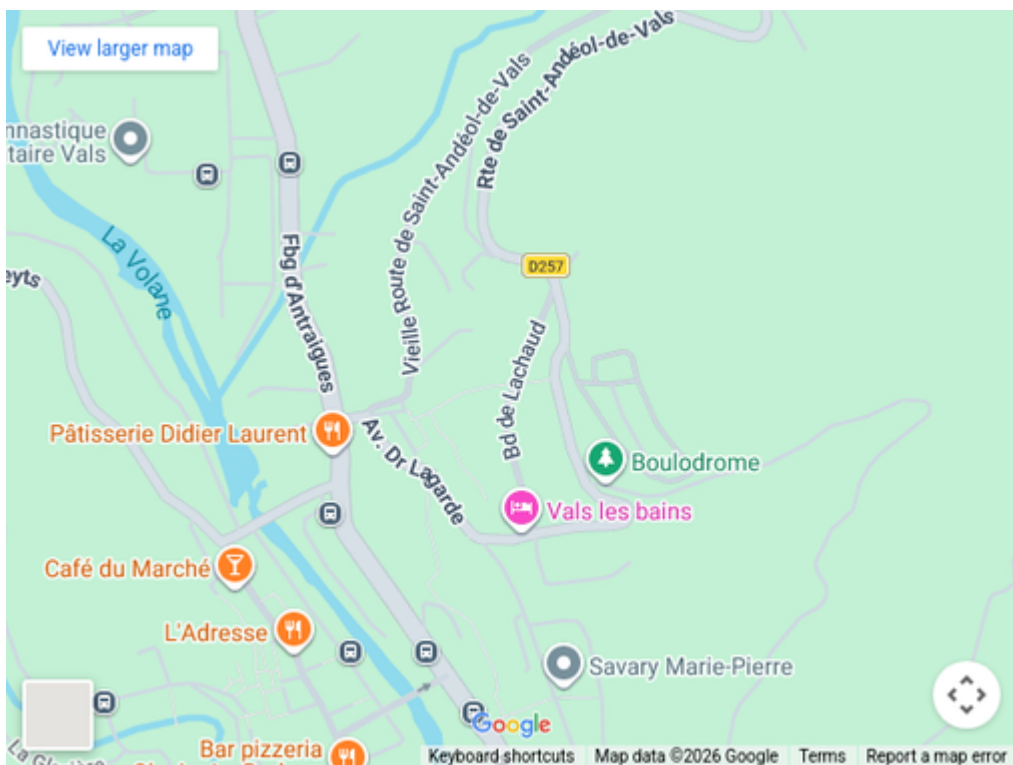 View larger map
nnastique
taire Vals
La Volane
eyts
Fbg d'Antraigues
Vieille Route de Saint-Andéol-de-Vals
Rte de Saint-Andéol-de-Vals
D257
Bd de Lachaud
Pâtisserie Didier Laurent
Av. Dr Lagarde
Boulodrome
Vals les bains
Café du Marché
L'Adresse
Savary Marie-Pierre
Google
Bar pizzeria
Keyboard shortcuts
Map data ©2026 Google
Terms
Report a map error